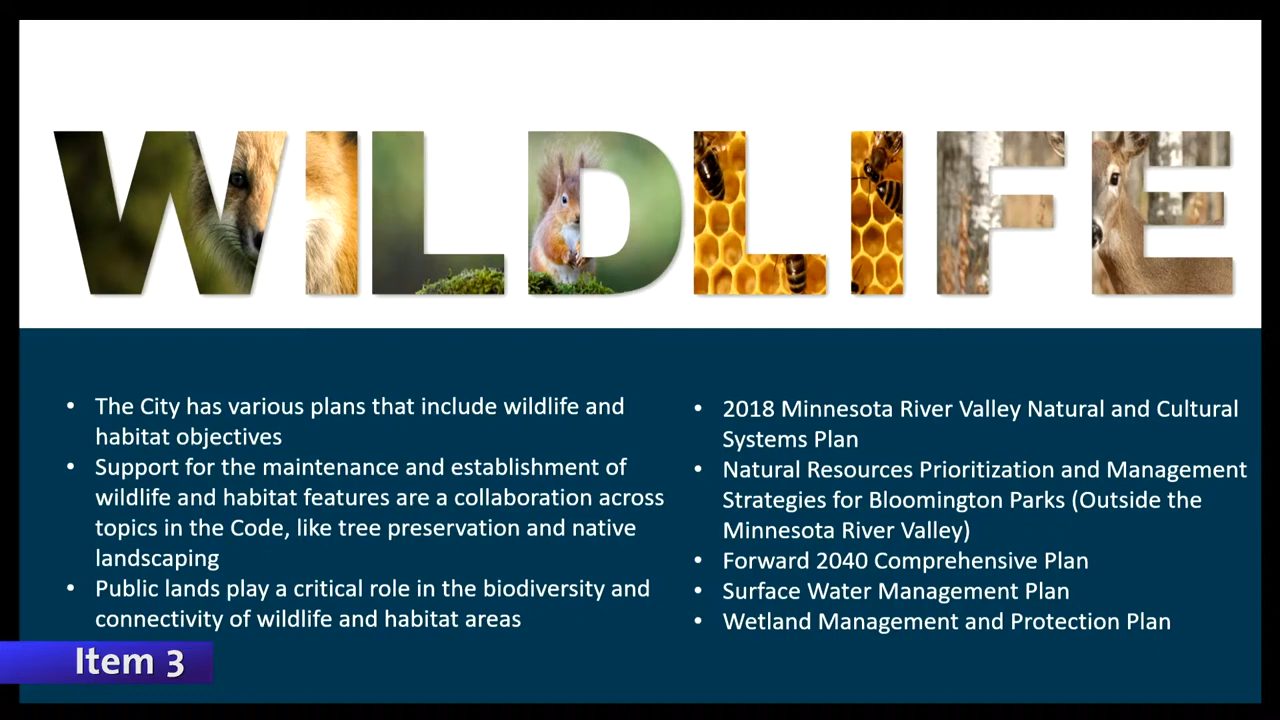 WILDLIFE
• The City has various plans that include wildlife and
habitat objectives
• Support for the maintenance and establishment of
wildlife and habitat features are a collaboration across
topics in the Code, like tree preservation and native
landscaping
• Public lands play a critical role in the biodiversity and
connectivity of wildlife and habitat areas
• 2018 Minnesota River Valley Natural and Cultural
Systems Plan
• Natural Resources Prioritization and Management
Strategies for Bloomington Parks (Outside the
Minnesota River Valley)
• Forward 2040 Comprehensive Plan
• Surface Water Management Plan
• Wetland Management and Protection Plan
Item 3